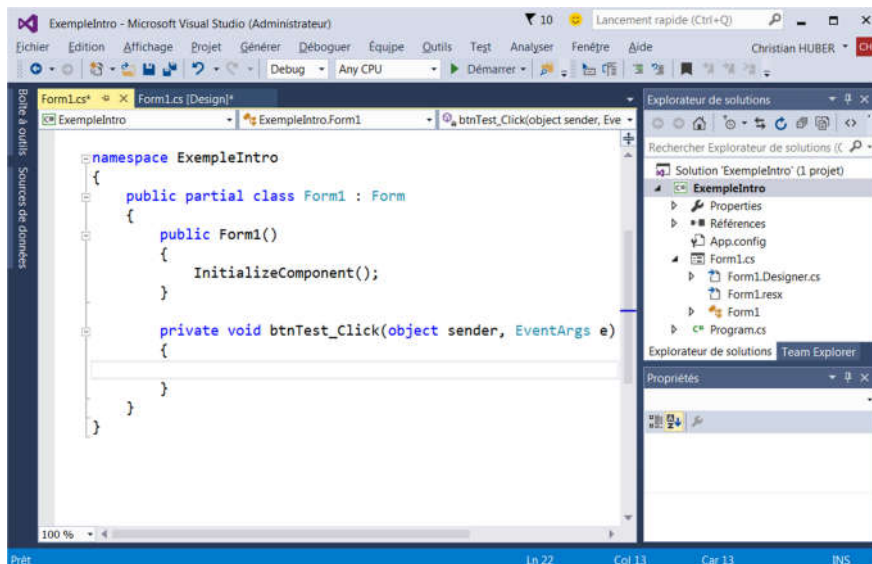 ExempleIntro - Microsoft Visual Studio (Administrateur)
10
Lancement rapide (Ctrl+Q)
Fichier Edition Affichage Projet Générer Déboguer Équipe Outils Test Analyser Fenêtre Aide
Christian HUBER
CH
Debug
Any CPU
Démarrer
Boîte à outils
Sources de données
Form1.cs*
Form1.cs [Design]*
ExempleIntro
ExempleIntro.Form1
btnTest_Click(object sender, Eve
namespace ExempleIntro
{
public partial class Form1 : Form
{
public Form1()
{
InitializeComponent();
}
private void btnTest_Click(object sender, EventArgs e)
{
}
}
}
100 %
Explorateur de solutions
Rechercher Explorateur de solutions (C
Solution 'ExempleIntro' (1 projet)
C# ExempleIntro
Properties
Références
App.config
Form1.cs
Form1.Designer.cs
Form1.resx
Form1
C# Program.cs
Explorateur de solutions
Team Explorer
Propriétés
Prêt
Ln 22
Col 13
Car 13
INS